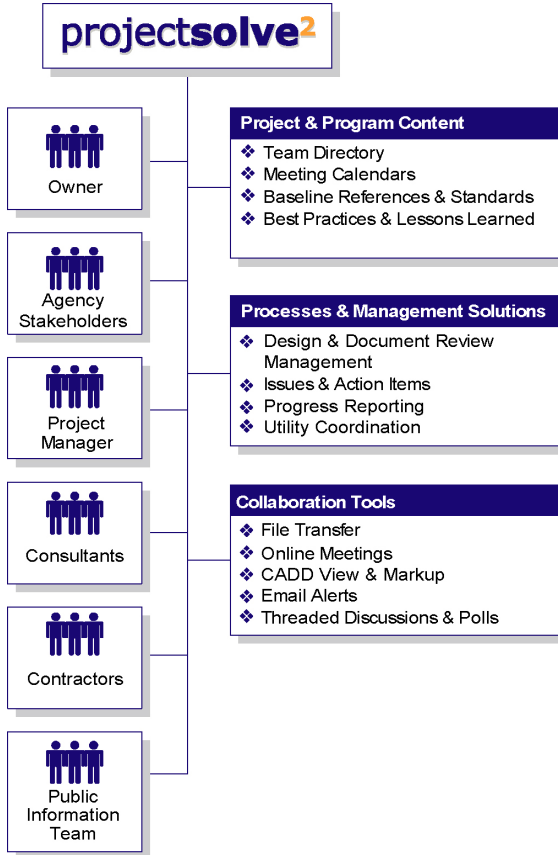 projectsolve²
Owner
Agency
Stakeholders
Project
Manager
Consultants
Contractors
Public
Information
Team
Project & Program Content
❖ Team Directory
❖ Meeting Calendars
❖ Baseline References & Standards
❖ Best Practices & Lessons Learned
Processes & Management Solutions
❖ Design & Document Review
Management
❖ Issues & Action Items
❖ Progress Reporting
❖ Utility Coordination
Collaboration Tools
❖ File Transfer
❖ Online Meetings
❖ CADD View & Markup
❖ Email Alerts
❖ Threaded Discussions & Polls